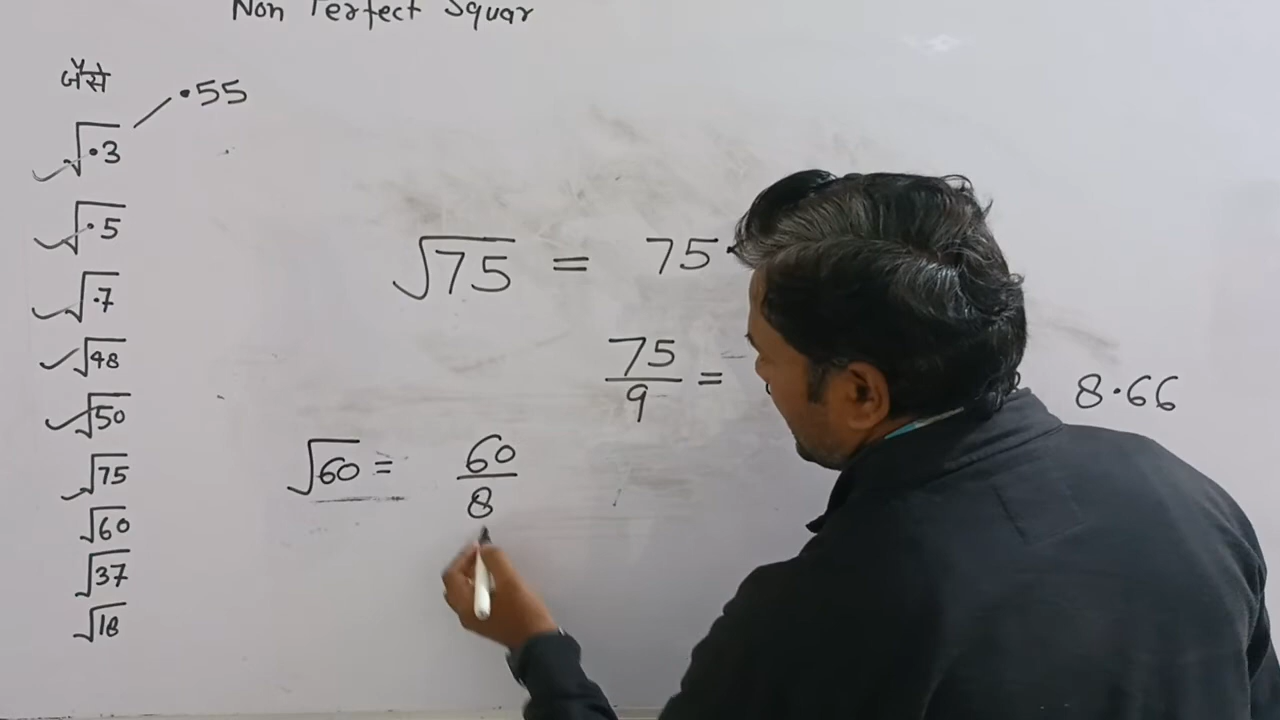 Non Perfect Squar
जैसे
√.3 .55
√.5
√.7
√48
√50
√75
√60
√37
√18
√75 = 75.
75/9 =
8.66
√60 = 60/8